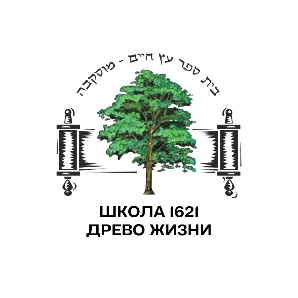 בית ספר עץ חיים - מוסקבה
ШКОЛА 1621
ДРЕВО ЖИЗНИ